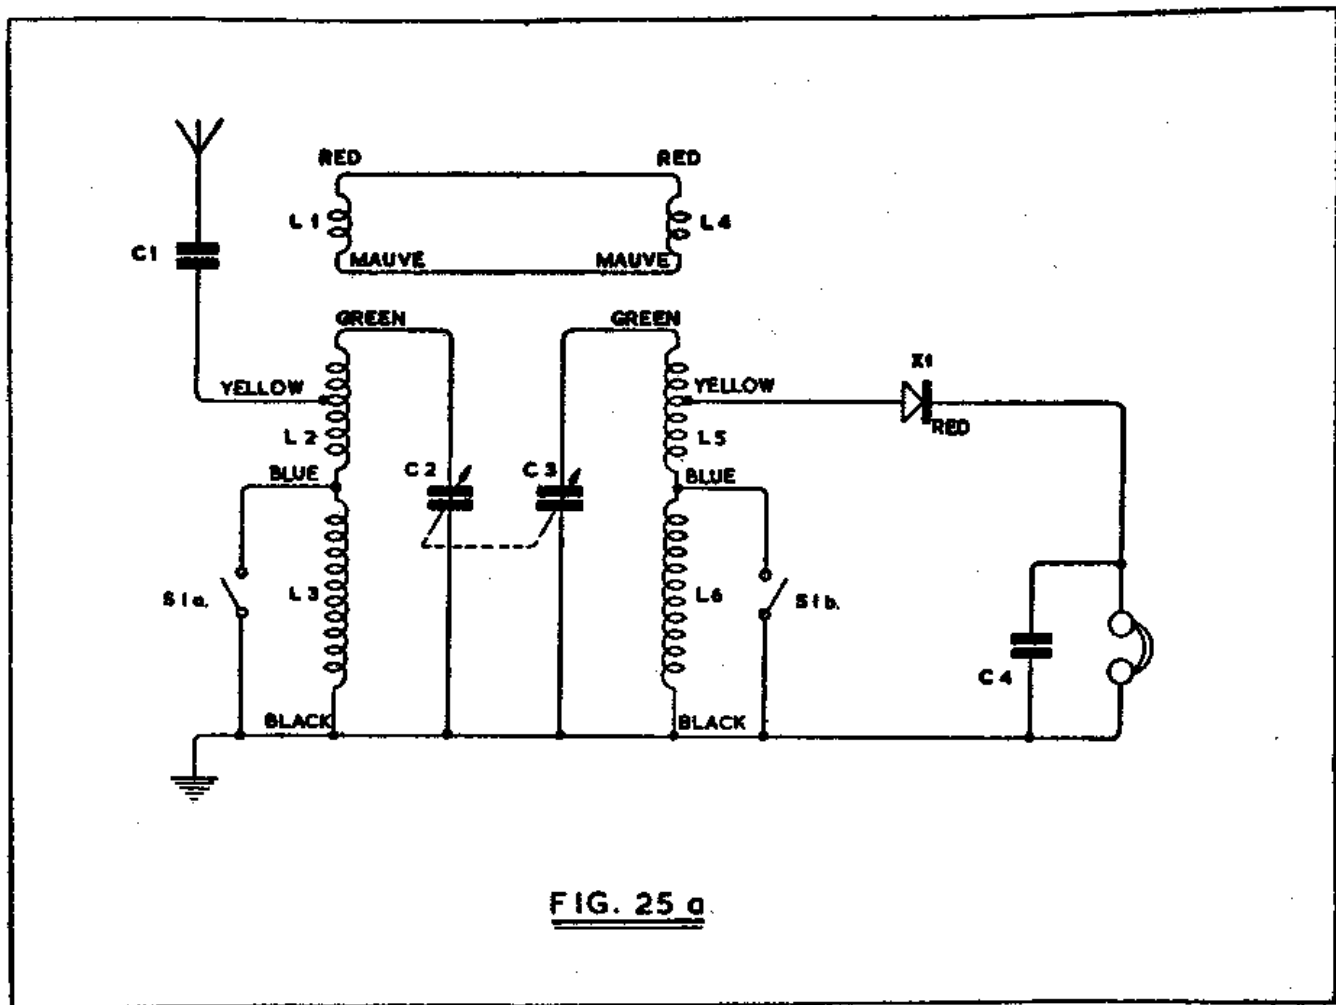 RED RED
L1 L4
C1
MAUVE MAUVE
GREEN GREEN
X1
YELLOW YELLOW
RED
L2 L5
BLUE C2 C3 BLUE
S1a. L3 L6 S1b.
C4
BLACK BLACK
FIG. 25 a